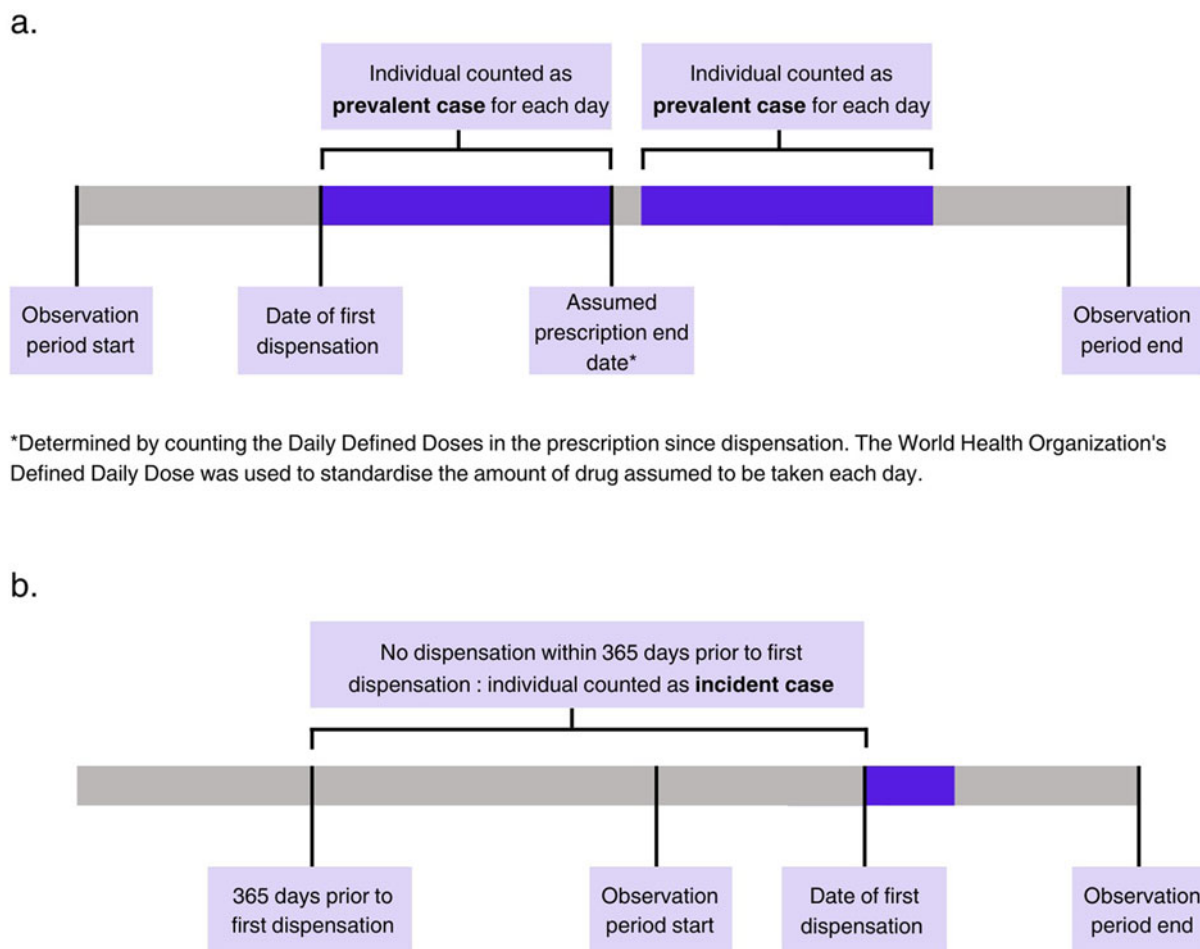 a.
Individual counted as
prevalent case for each day
Individual counted as
prevalent case for each day
Observation
period start
Date of first
dispensation
Assumed
prescription end
date*
Observation
period end
*Determined by counting the Daily Defined Doses in the prescription since dispensation. The World Health Organization's
Defined Daily Dose was used to standardise the amount of drug assumed to be taken each day.
b.
No dispensation within 365 days prior to first
dispensation : individual counted as incident case
365 days prior to
first dispensation
Observation
period start
Date of first
dispensation
Observation
period end